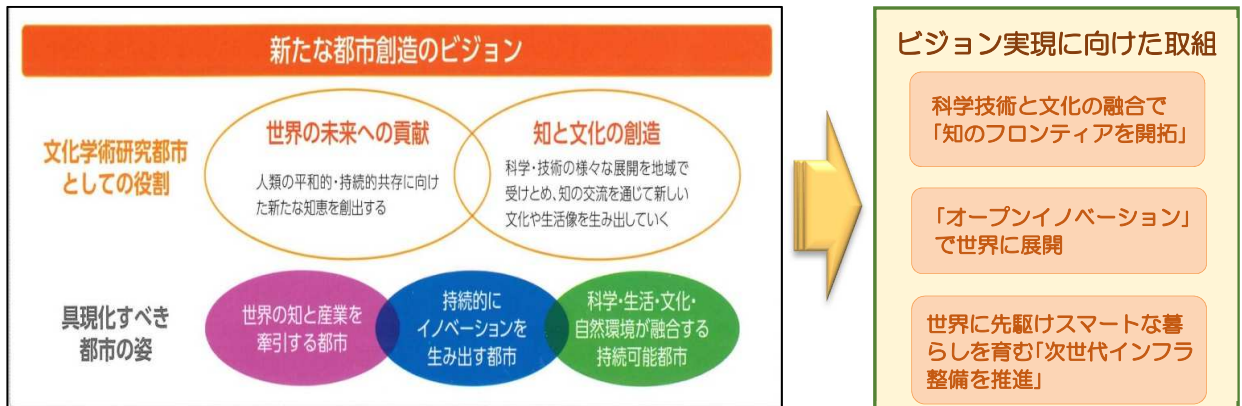 新たな都市創造のビジョン
文化学術研究都市
としての役割
世界の未来への貢献
人類の平和的・持続的共存に向け
た新たな知恵を創出する
知と文化の創造
科学・技術の様々な展開を地域で
受けとめ、知の交流を通じて新しい
文化や生活像を生み出していく
具現化すべき
都市の姿
世界の知と産業を
牽引する都市
持続的に
イノベーションを
生み出す都市
科学・生活・文化・
自然環境が融合する
持続可能都市
ビジョン実現に向けた取組
科学技術と文化の融合で
「知のフロンティアを開拓」
「オープンイノベーション」
で世界に展開
世界に先駆けスマートな暮
らしを育む「次世代インフラ
整備を推進」